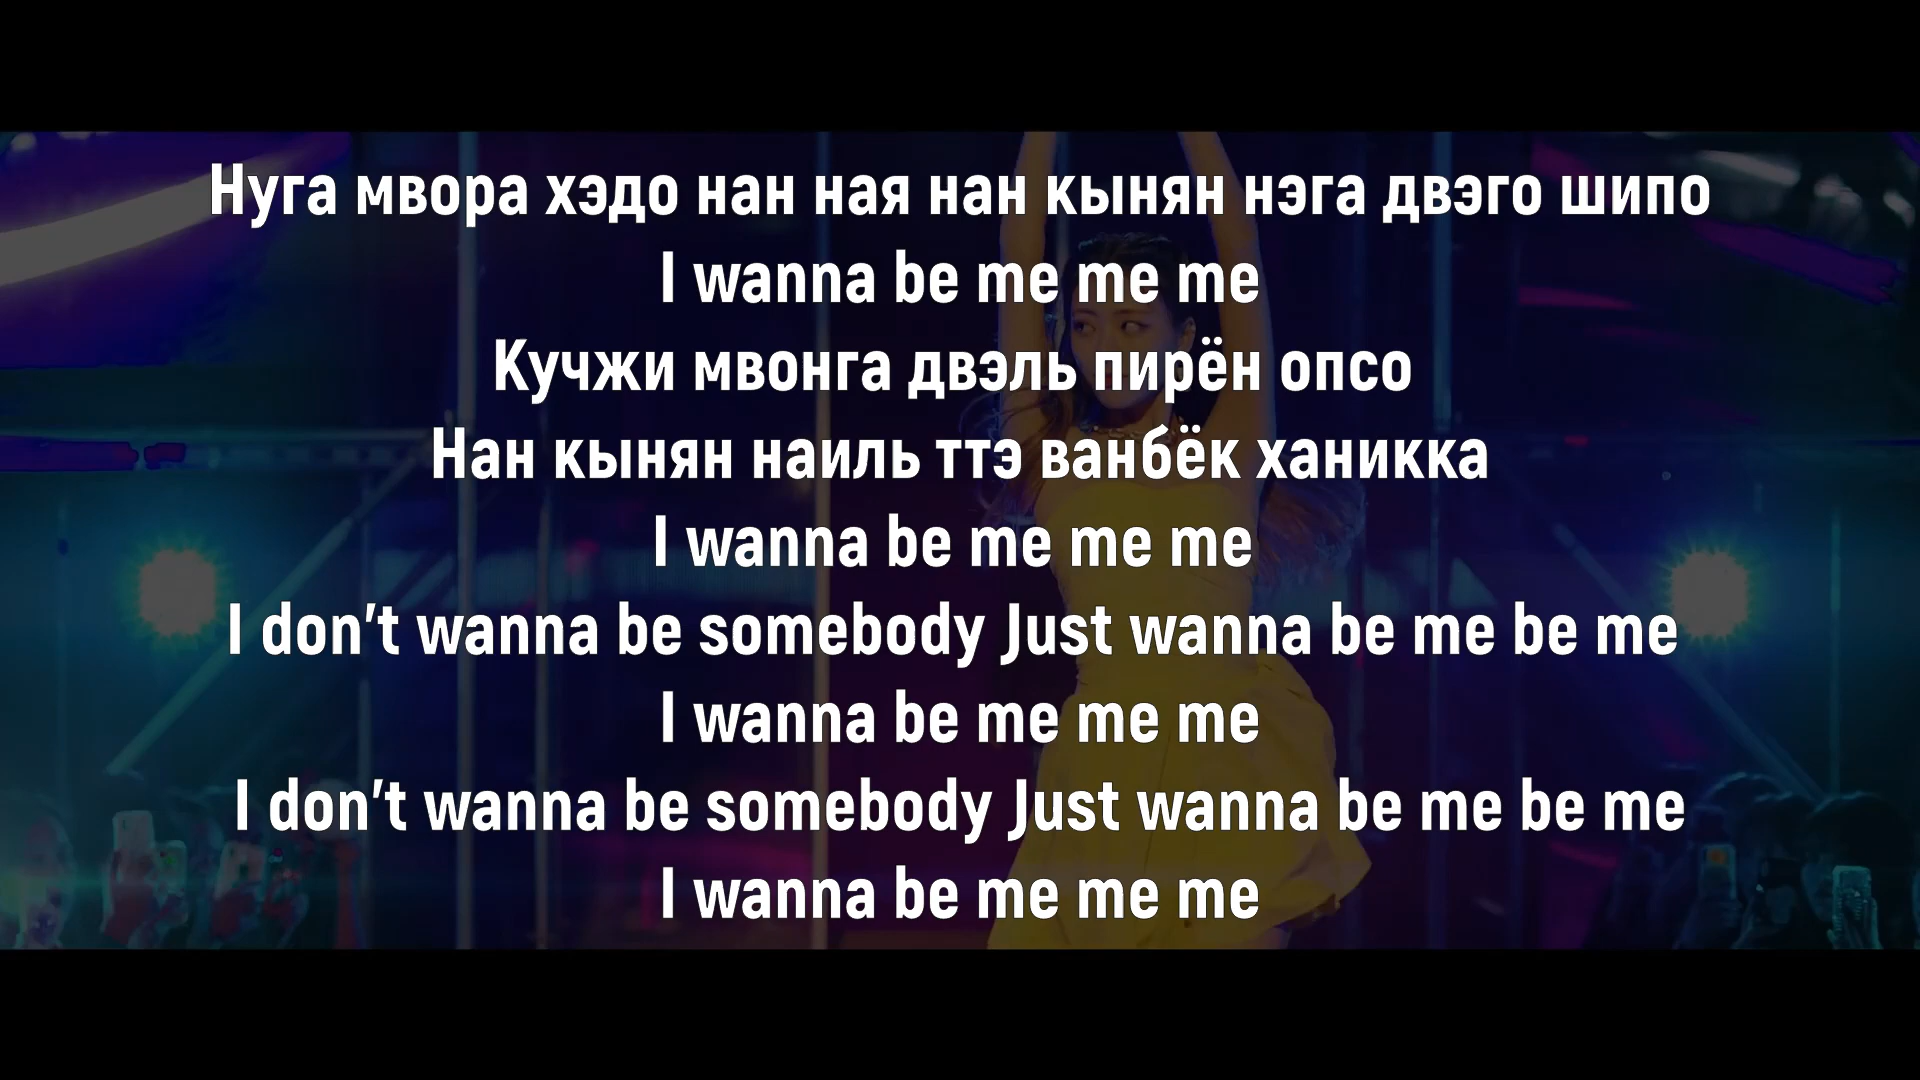 Нуга мвора хэдо нан ная нан кынян нэга двэго шипо
I wanna be me me me
Кучжи мвонга двэль пирён опсо
Нан кынян наиль ттэ ванбёк ханикка
I wanna be me me me
I don't wanna be somebody Just wanna be me be me
I wanna be me me me
I don't wanna be somebody Just wanna be me be me
I wanna be me me me